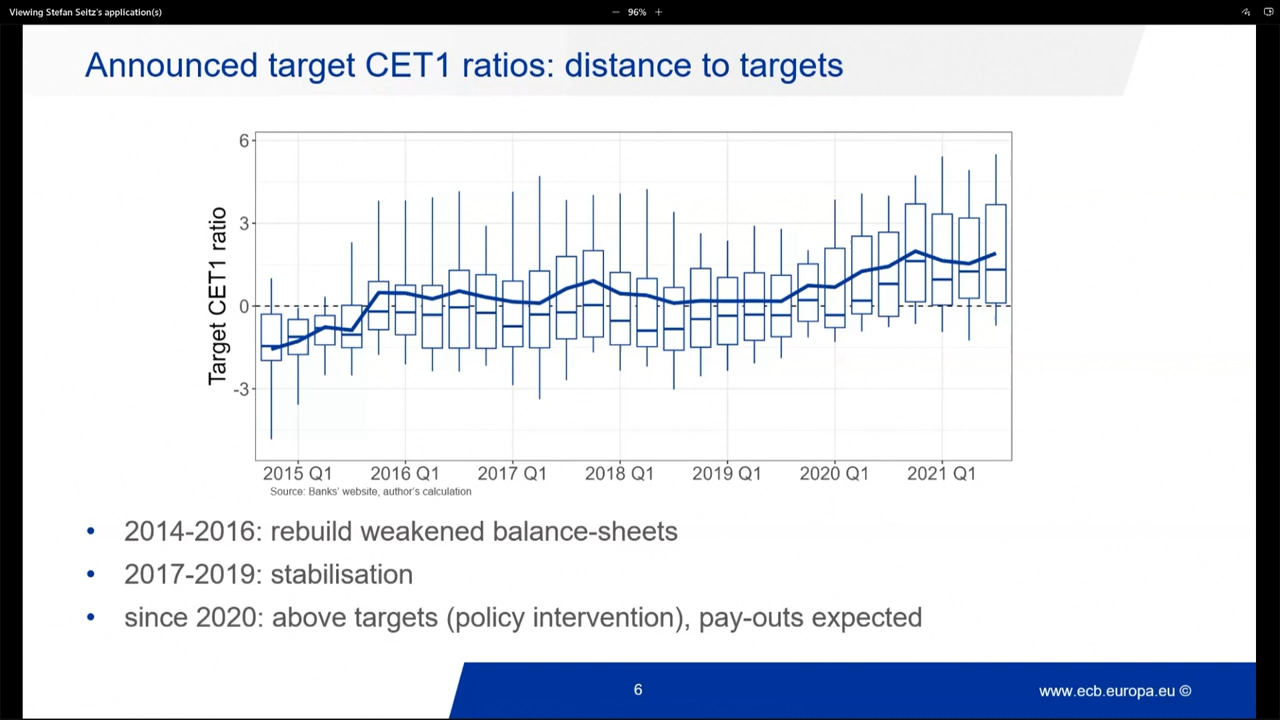 Viewing Stefan Seitz's application(s)
− 96% +
Announced target CET1 ratios: distance to targets
Target CET1 ratio
6
3
0
-3
2015 Q1 2016 Q1 2017 Q1 2018 Q1 2019 Q1 2020 Q1 2021 Q1
Source: Banks' website, author's calculation
• 2014-2016: rebuild weakened balance-sheets
• 2017-2019: stabilisation
• since 2020: above targets (policy intervention), pay-outs expected
6
www.ecb.europa.eu ©